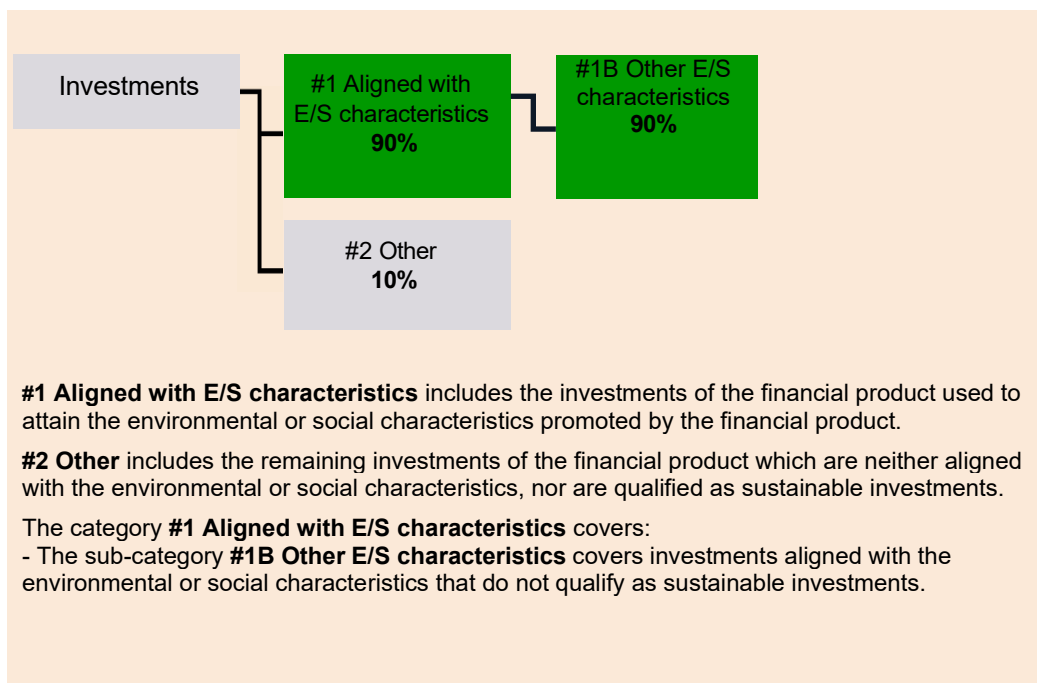 Investments
#1 Aligned with
E/S characteristics
90%
#1B Other E/S
characteristics
90%
#2 Other
10%
#1 Aligned with E/S characteristics includes the investments of the financial product used to
attain the environmental or social characteristics promoted by the financial product.
#2 Other includes the remaining investments of the financial product which are neither aligned
with the environmental or social characteristics, nor are qualified as sustainable investments.
The category #1 Aligned with E/S characteristics covers:
- The sub-category #1B Other E/S characteristics covers investments aligned with the
environmental or social characteristics that do not qualify as sustainable investments.